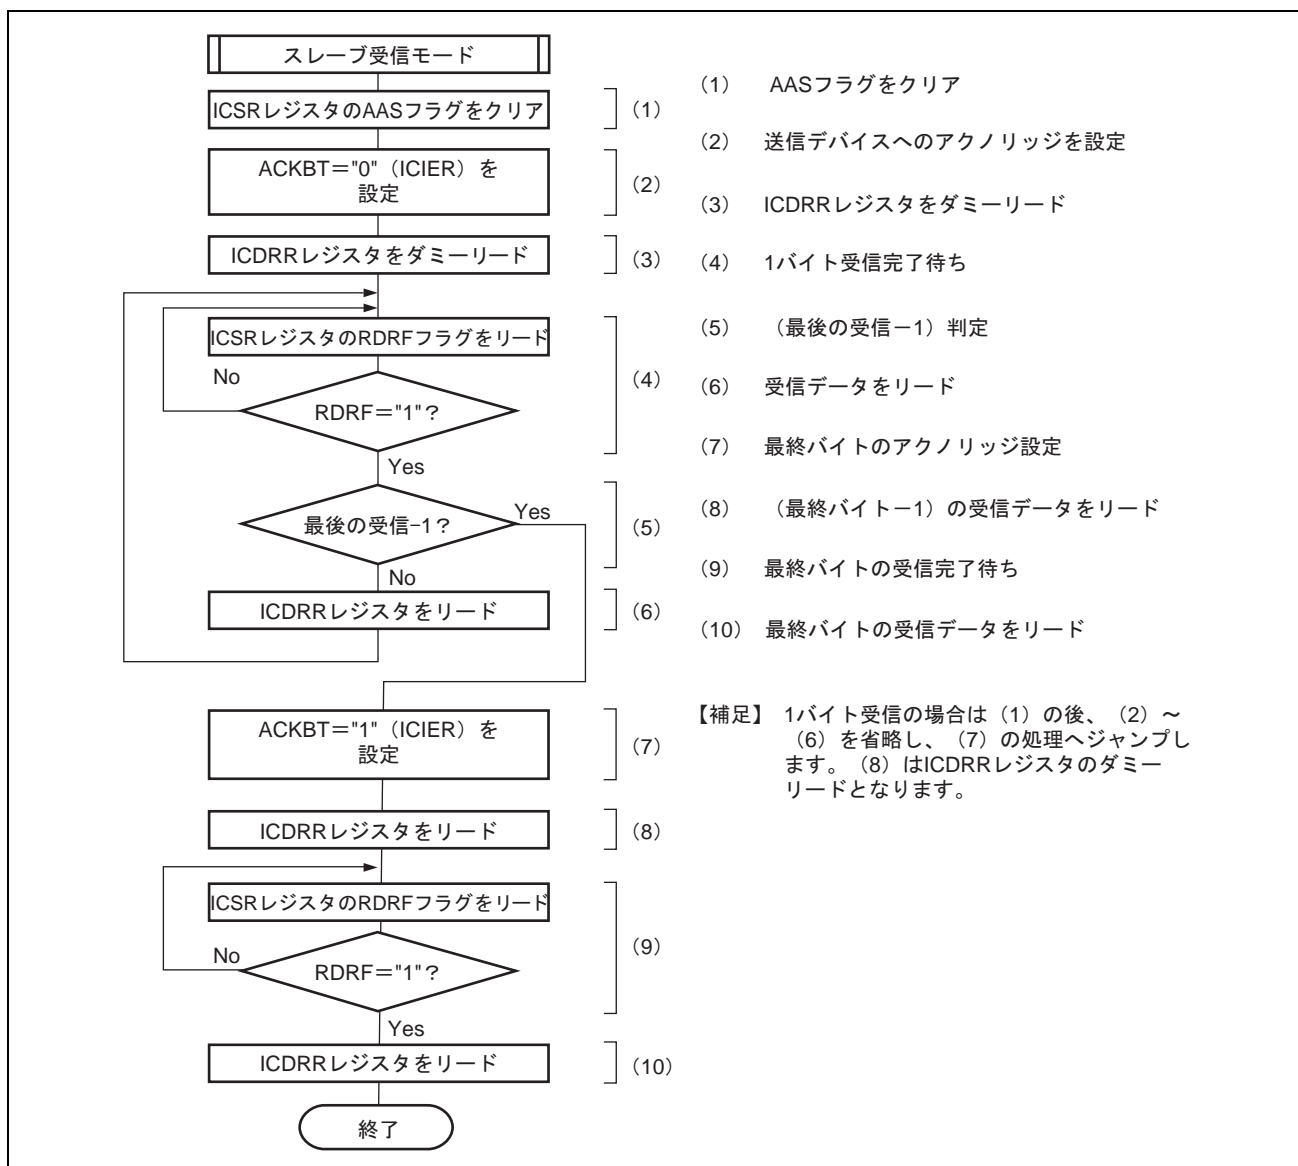 スレーブ受信モード
ICSRレジスタのAASフラグをクリア
(1)
ACKBT="0"（ICIER）を
設定
(2)
ICDRRレジスタをダミーリード
(3)
ICSRレジスタのRDRFフラグをリード
No
RDRF="1"？
(4)
Yes
最後の受信-1？
Yes
(5)
No
ICDRRレジスタをリード
(6)
ACKBT="1"（ICIER）を
設定
(7)
ICDRRレジスタをリード
(8)
ICSRレジスタのRDRFフラグをリード
No
RDRF="1"？
(9)
Yes
ICDRRレジスタをリード
(10)
終了
（1） AASフラグをクリア
（2） 送信デバイスへのアクノリッジを設定
（3） ICDRRレジスタをダミーリード
（4） 1バイト受信完了待ち
（5） （最後の受信－1）判定
（6） 受信データをリード
（7） 最終バイトのアクノリッジ設定
（8） （最終バイト－1）の受信データをリード
（9） 最終バイトの受信完了待ち
（10） 最終バイトの受信データをリード
【補足】 1バイト受信の場合は（1）の後、（2）～
（6）を省略し、（7）の処理へジャンプし
ます。（8）はICDRRレジスタのダミー
リードとなります。